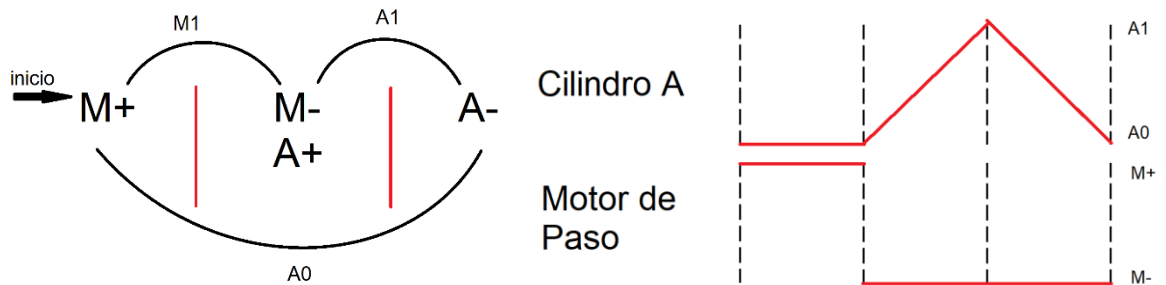 M1
A1
inicio
M+
M-
A-
A+
A0
Cilindro A
Motor de
Paso
A1
A0
M+
M-